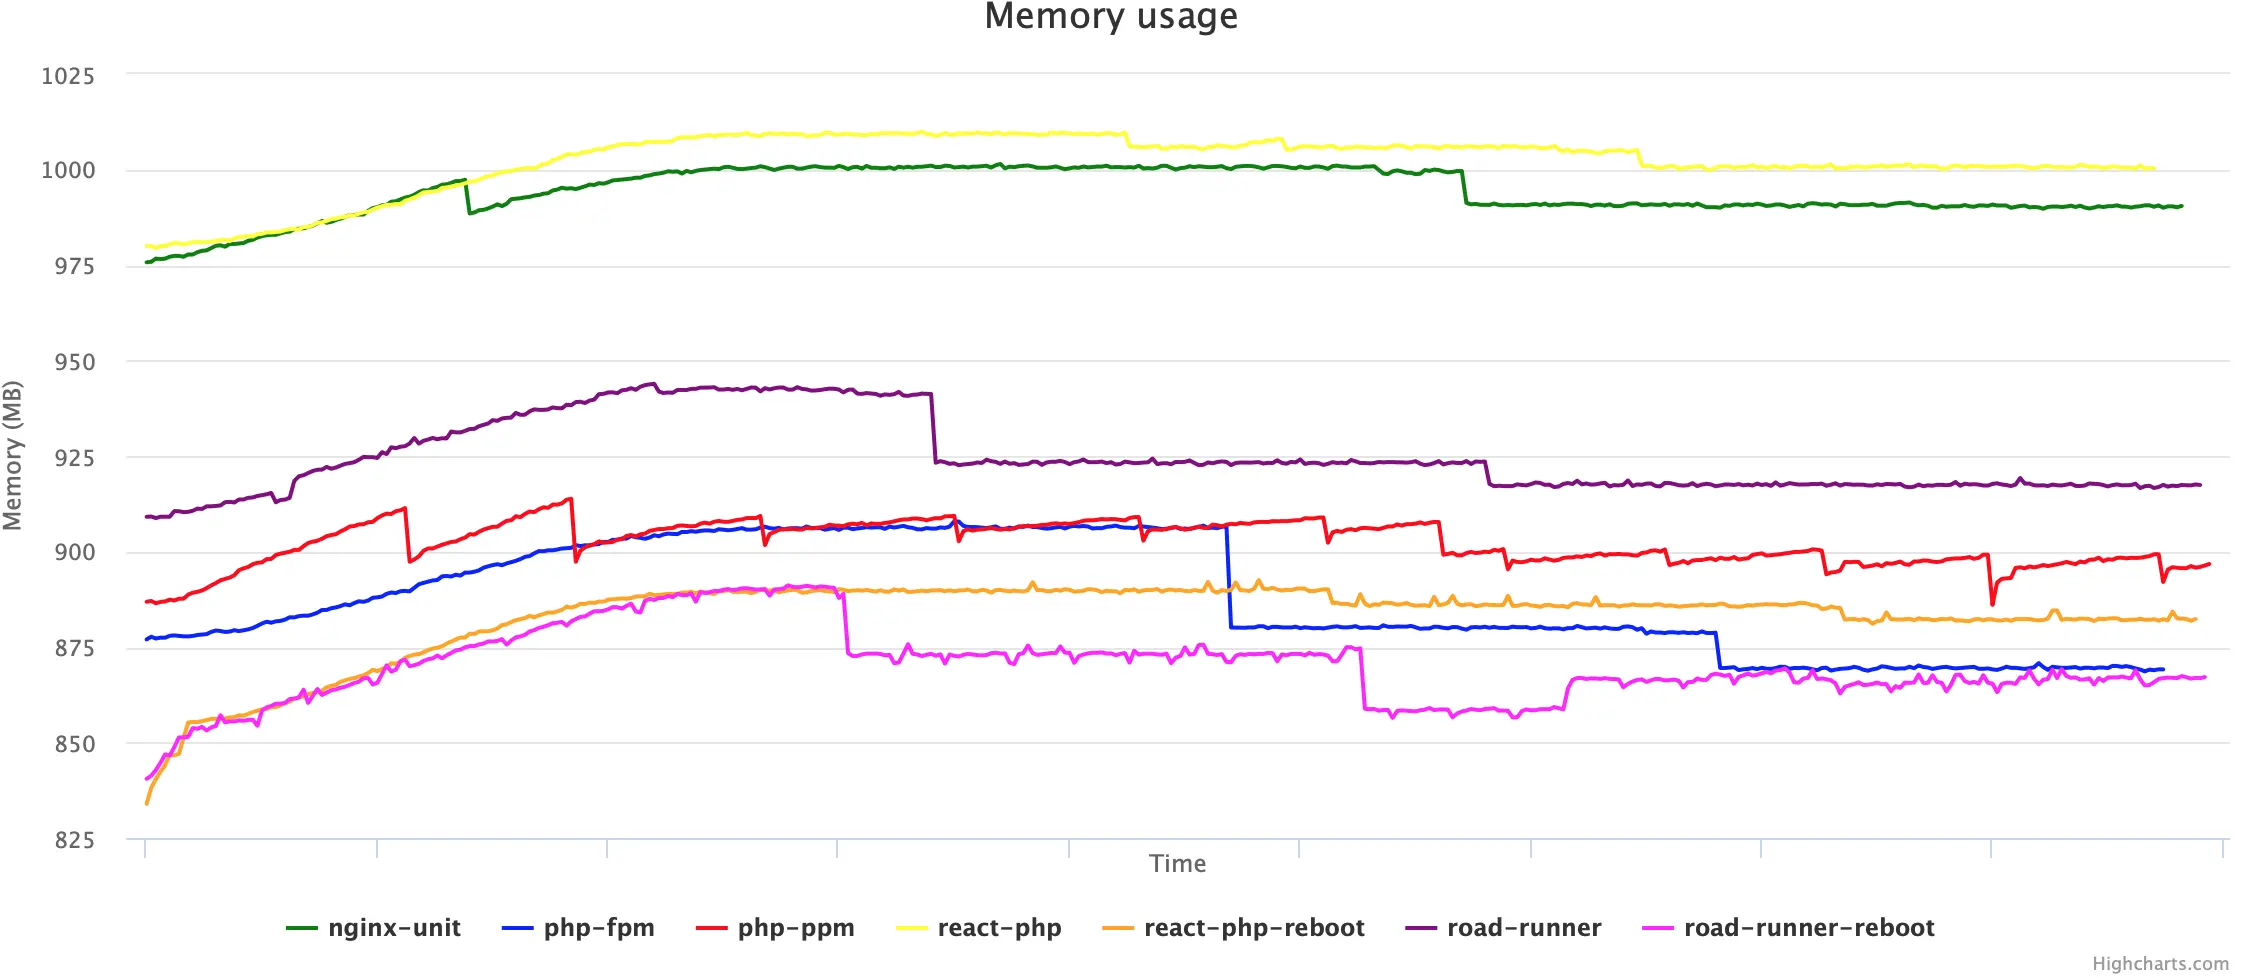 Memory usage
1025
1000
975
950
925
900
875
850
825
Memory (MB)
Time
nginx-unit php-fpm php-ppm react-php react-php-reboot road-runner road-runner-reboot
Highcharts.com